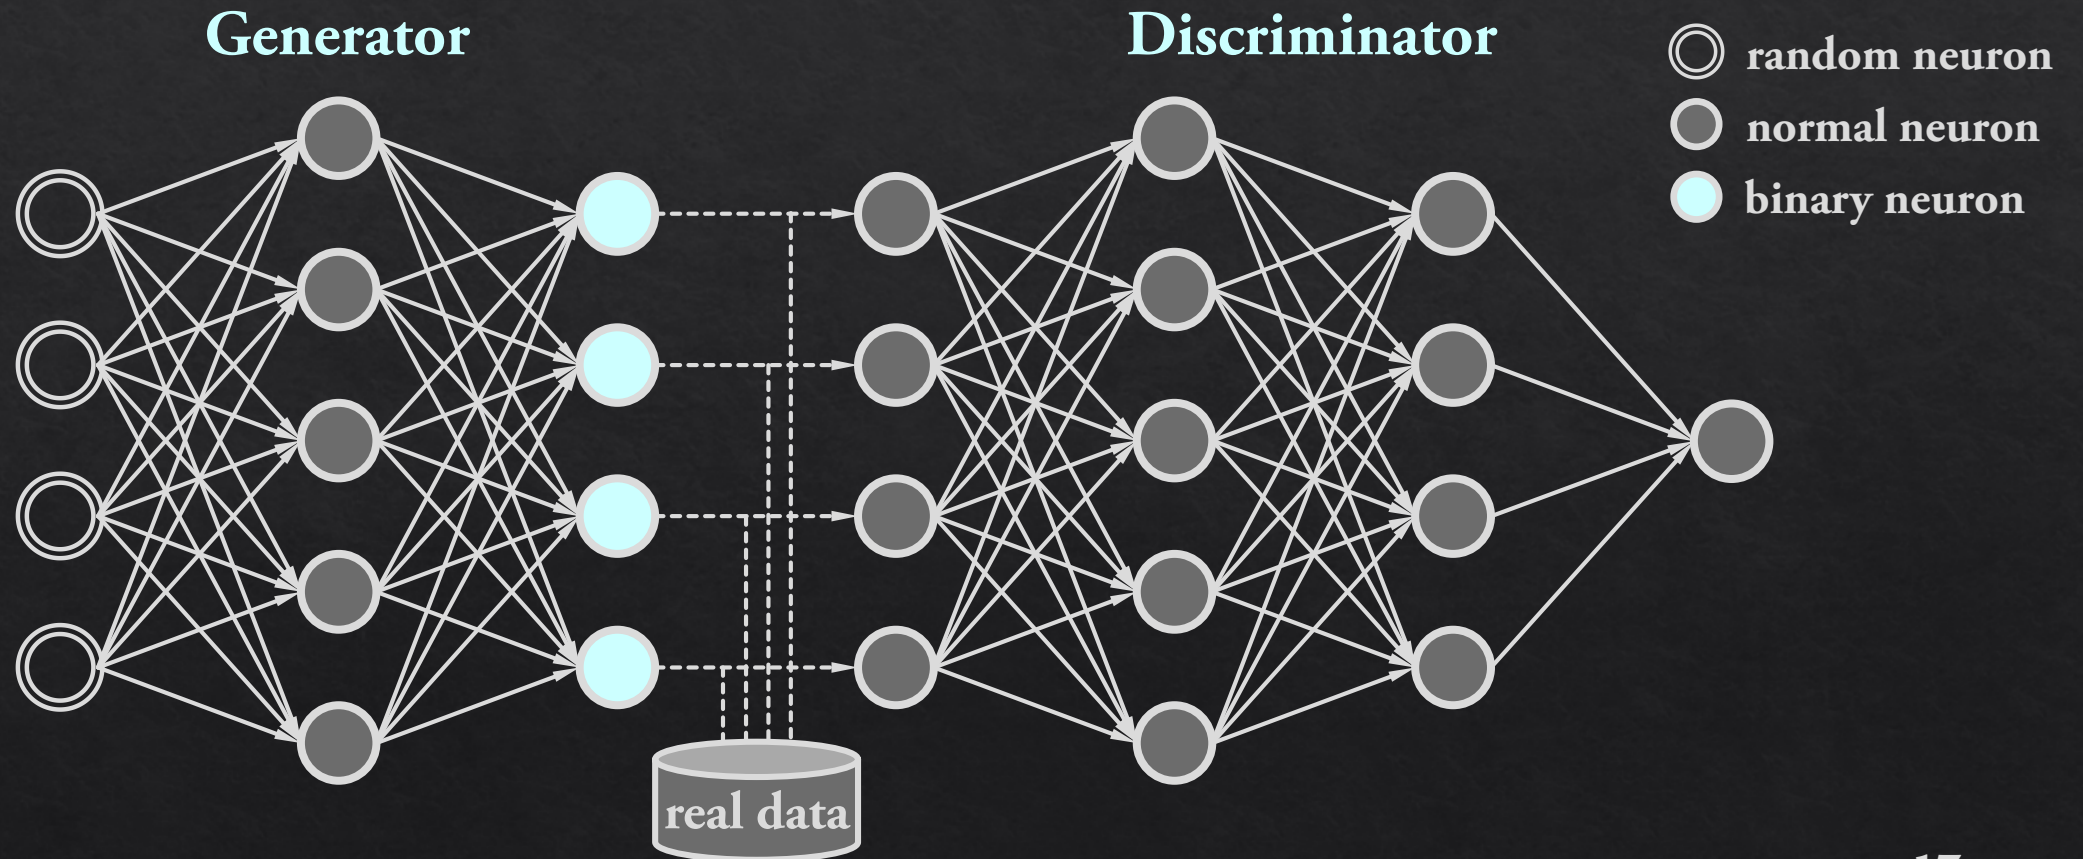 Generator
Discriminator
random neuron
normal neuron
binary neuron
real data